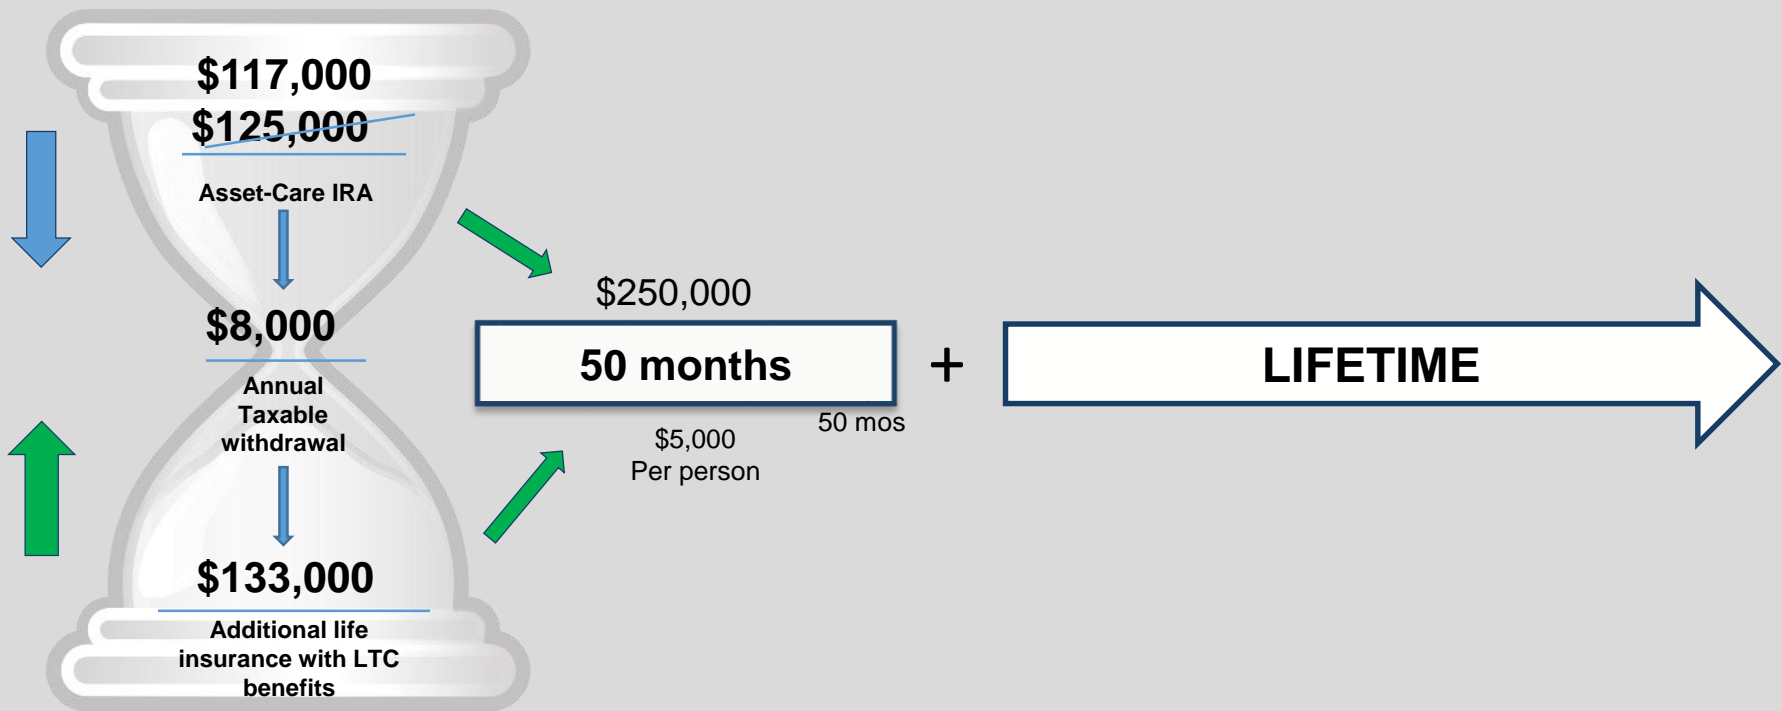 $117,000
$125,000
Asset-Care IRA
$8,000
Annual
Taxable
withdrawal
$133,000
Additional life
insurance with LTC
benefits
$250,000
50 months
50 mos
$5,000
Per person
+
LIFETIME